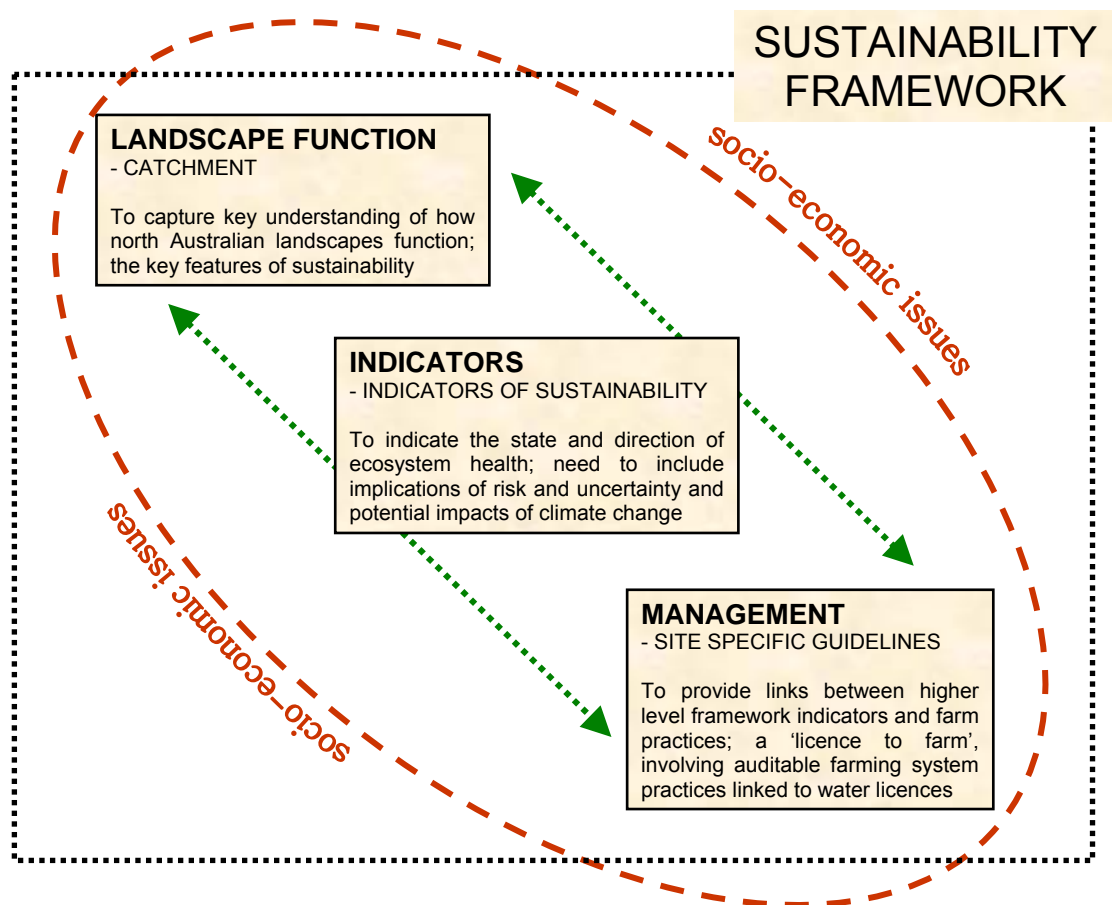 SUSTAINABILITY
FRAMEWORK
LANDSCAPE FUNCTION
- CATCHMENT
To capture key understanding of how
north Australian landscapes function;
the key features of sustainability
socio-economic issues
INDICATORS
- INDICATORS OF SUSTAINABILITY
To indicate the state and direction of
ecosystem health; need to include
implications of risk and uncertainty and
potential impacts of climate change
socio-economic issues
MANAGEMENT
- SITE SPECIFIC GUIDELINES
To provide links between higher
level framework indicators and farm
practices; a ‘licence to farm’,
involving auditable farming system
practices linked to water licences